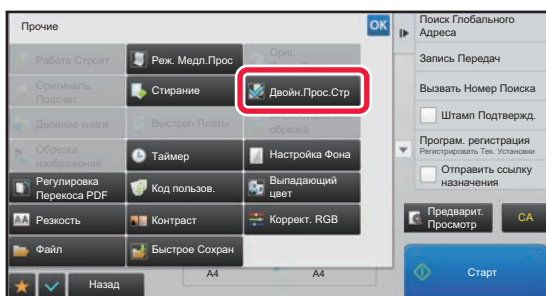 Прочие
OK
Работа Строит
Реж. Медл.Прос
Ориг.
Оригиналь.
Подсчет
Стирание
Двойн.Прос.Стр
Деление книги
Выстрел Платы
обрезка
Обрезка
изображений
Таймер
Настройка Фона
Регулировка
Перекоса PDF
Код пользов.
Выпадающий
цвет
AA Резкость
Контраст
Коррект. RGB
Файл
Быстрое Сохран
Назад
A4
A4
Поиск Глобального
Адреса
Запись Передач
Вызвать Номер Поиска
Штамп Подтвержд.
Програм. регистрация
Регистрировать Тек. Установки
Отправить ссылку
назначения
Предварит.
Просмотр
CA
Старт